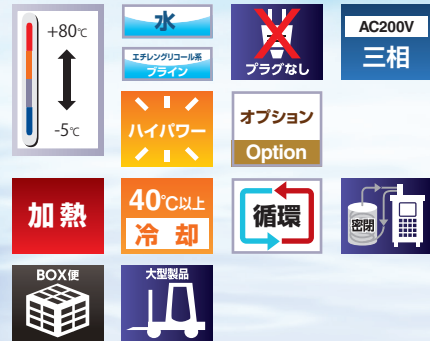 +80℃
-5℃
水
エチレングリコール系
ブライン
プラグなし
AC200V
三相
ハイパワー
オプション
Option
加熱
40℃以上
冷却
循環
密閉
BOX便
大型製品